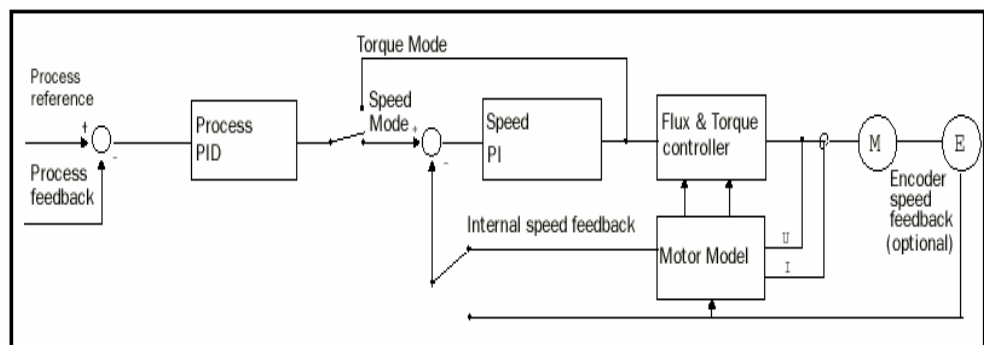 Torque Mode
Process
reference
+
-
Process
feedback
Process
PID
Speed
Mode
+
-
Speed
PI
Flux & Torque
controller
M
E
Encoder
speed
feedback
(optional)
Internal speed feedback
Motor Model
U
I